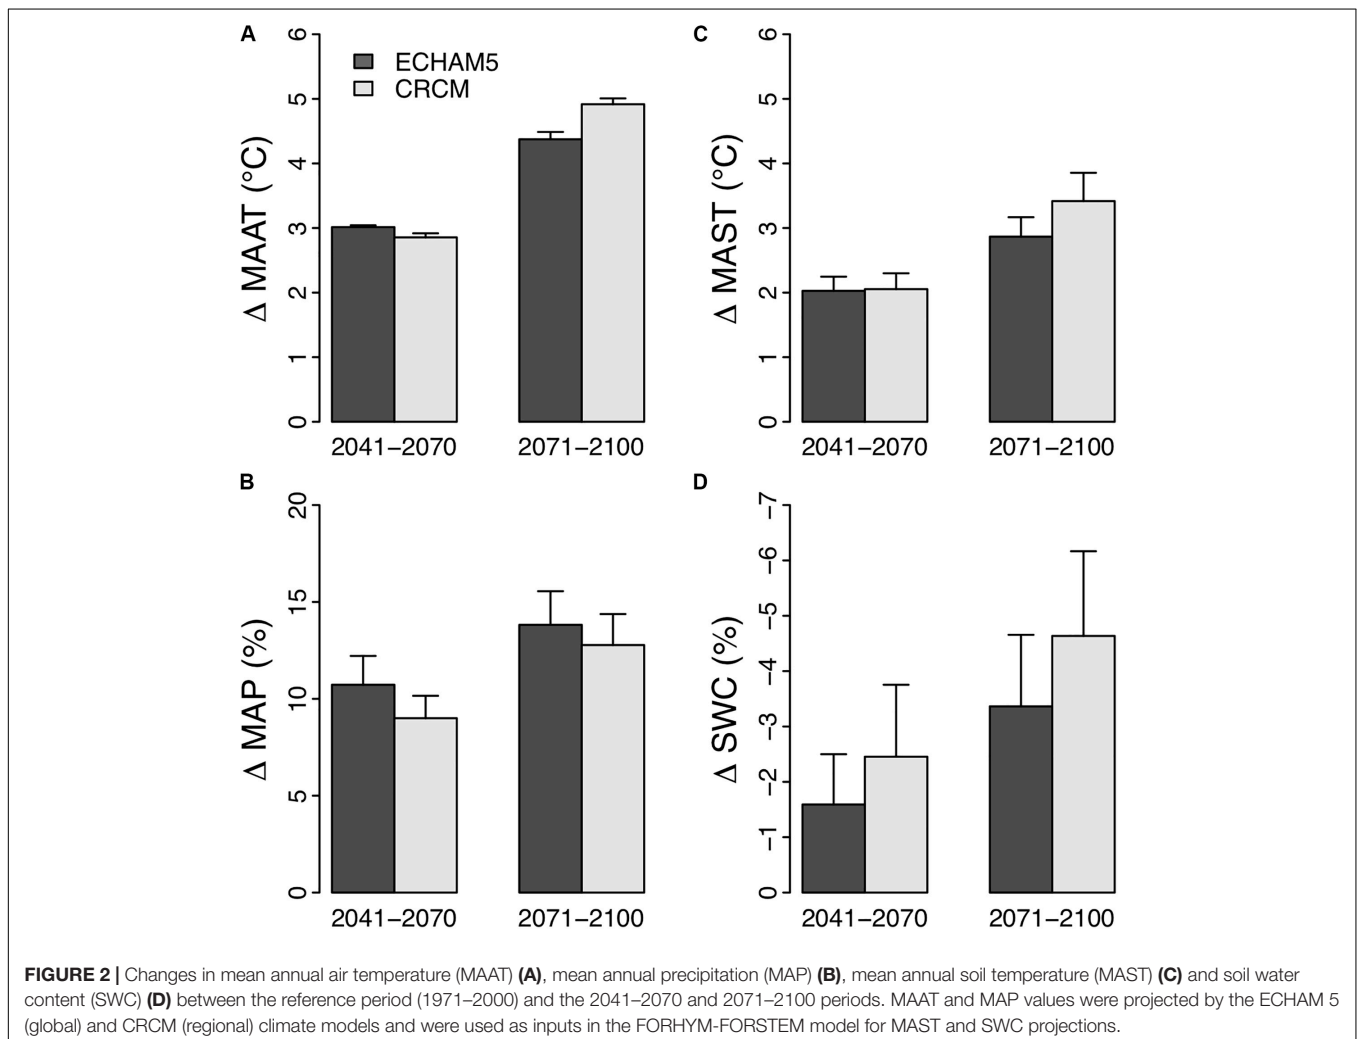 A
6
5
4
3
2
1
0
Δ MAAT (°C)
ECHAM5
CRCM
2041–2070 2071–2100
C
6
5
4
3
2
1
0
Δ MAST (°C)
2041–2070 2071–2100
B
20
15
10
5
0
Δ MAP (%)
2041–2070 2071–2100
D
−7
−6
−5
−4
−3
−2
−1
0
Δ SWC (%)
2041–2070 2071–2100
FIGURE 2 | Changes in mean annual air temperature (MAAT) (A), mean annual precipitation (MAP) (B), mean annual soil temperature (MAST) (C) and soil water
content (SWC) (D) between the reference period (1971–2000) and the 2041–2070 and 2071–2100 periods. MAAT and MAP values were projected by the ECHAM 5
(global) and CRCM (regional) climate models and were used as inputs in the FORHYM-FORSTEM model for MAST and SWC projections.